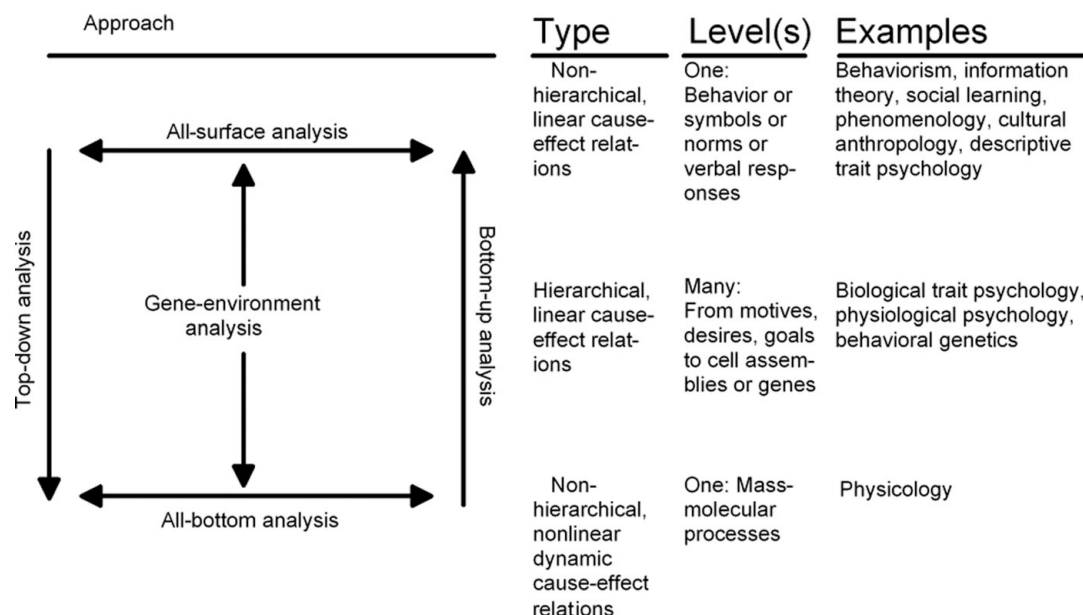 Approach
Type
Level(s)
Examples
Non-
hierarchical,
linear cause-
effect relat-
ions
One:
Behavior or
symbols or
norms or
verbal resp-
onses
Behaviorism, information
theory, social learning,
phenomenology, cultural
anthropology, descriptive
trait psychology
All-surface analysis
Top-down analysis
Gene-environment
analysis
Bottom-up analysis
Hierarchical,
linear cause-
effect relat-
ions
Many:
From motives,
desires, goals
to cell assem-
blies or genes
Biological trait psychology,
physiological psychology,
behavioral genetics
All-bottom analysis
Non-
hierarchical,
nonlinear
dynamic
cause-effect
relations
One: Mass-
molecular
processes
Physicology